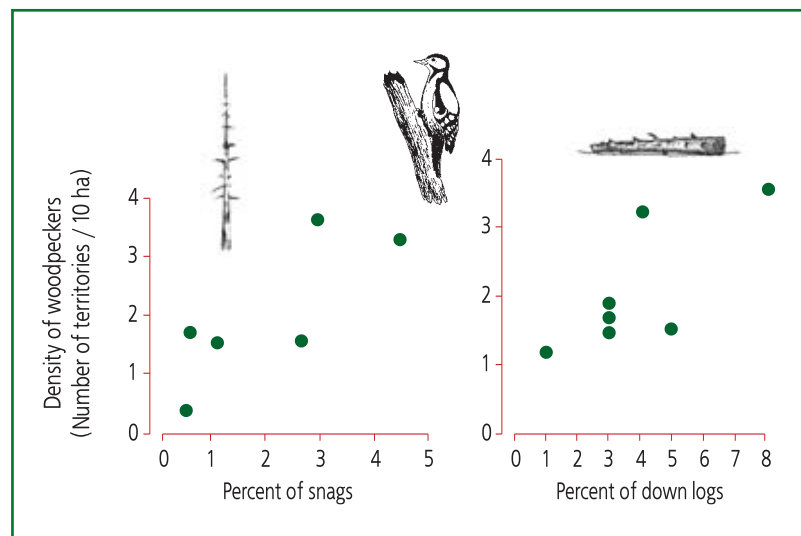 Density of woodpeckers
(Number of territories / 10 ha)
4
3
2
1
0
0 1 2 3 4 5
Percent of snags
4
3
2
1
0
0 1 2 3 4 5 6 7 8
Percent of down logs